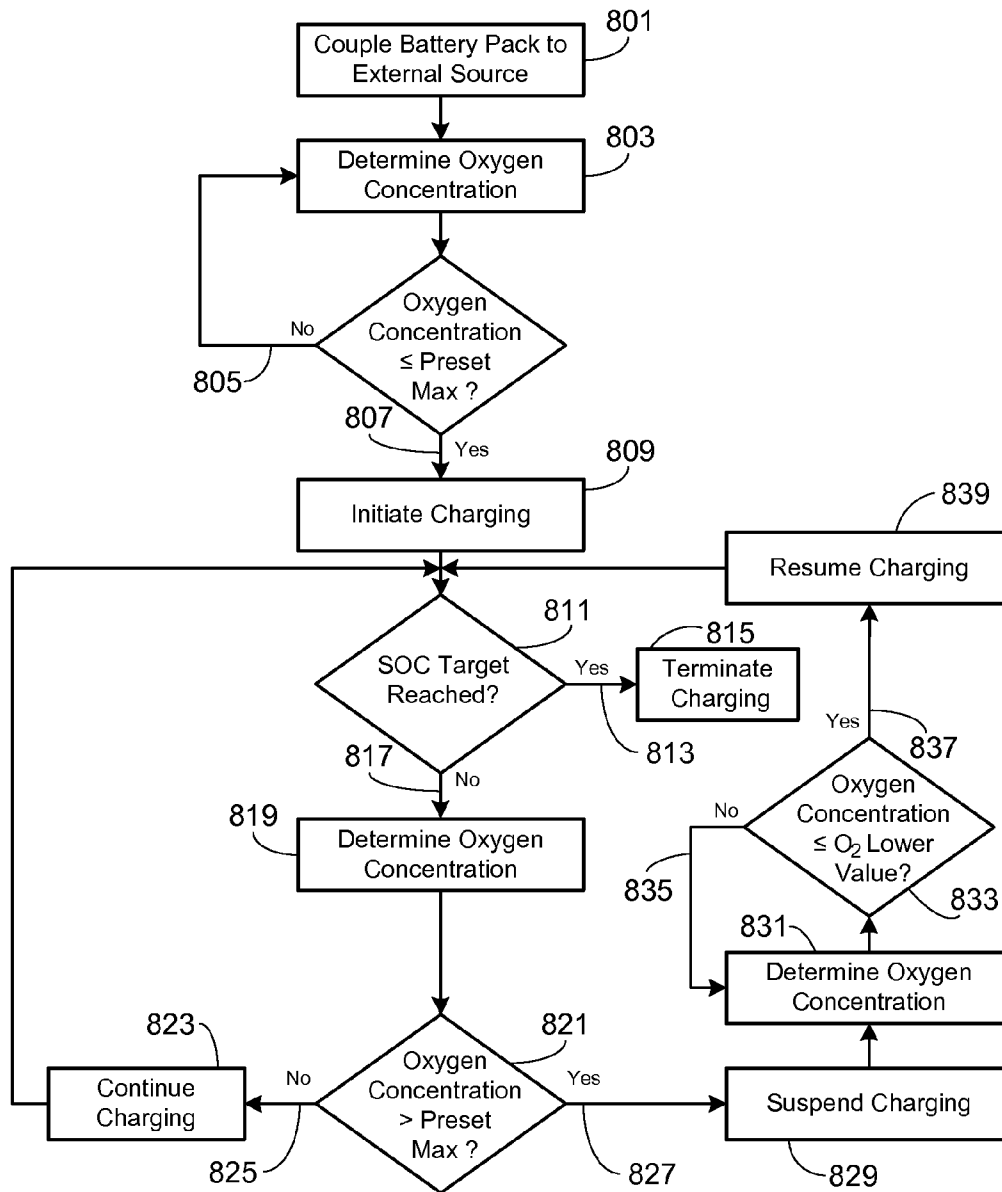 801
Couple Battery Pack to
External Source
803
Determine Oxygen
Concentration
Oxygen
Concentration
≤ Preset
Max ?
No
805
807
Yes
809
Initiate Charging
839
Resume Charging
811
SOC Target
Reached?
Yes
813
815
Terminate
Charging
817
No
819
Determine Oxygen
Concentration
Yes
837
Oxygen
Concentration
≤ O₂ Lower
Value?
No
835
833
831
Determine Oxygen
Concentration
821
Oxygen
Concentration
> Preset
Max ?
823
Continue
Charging
No
825
Yes
827
Suspend Charging
829